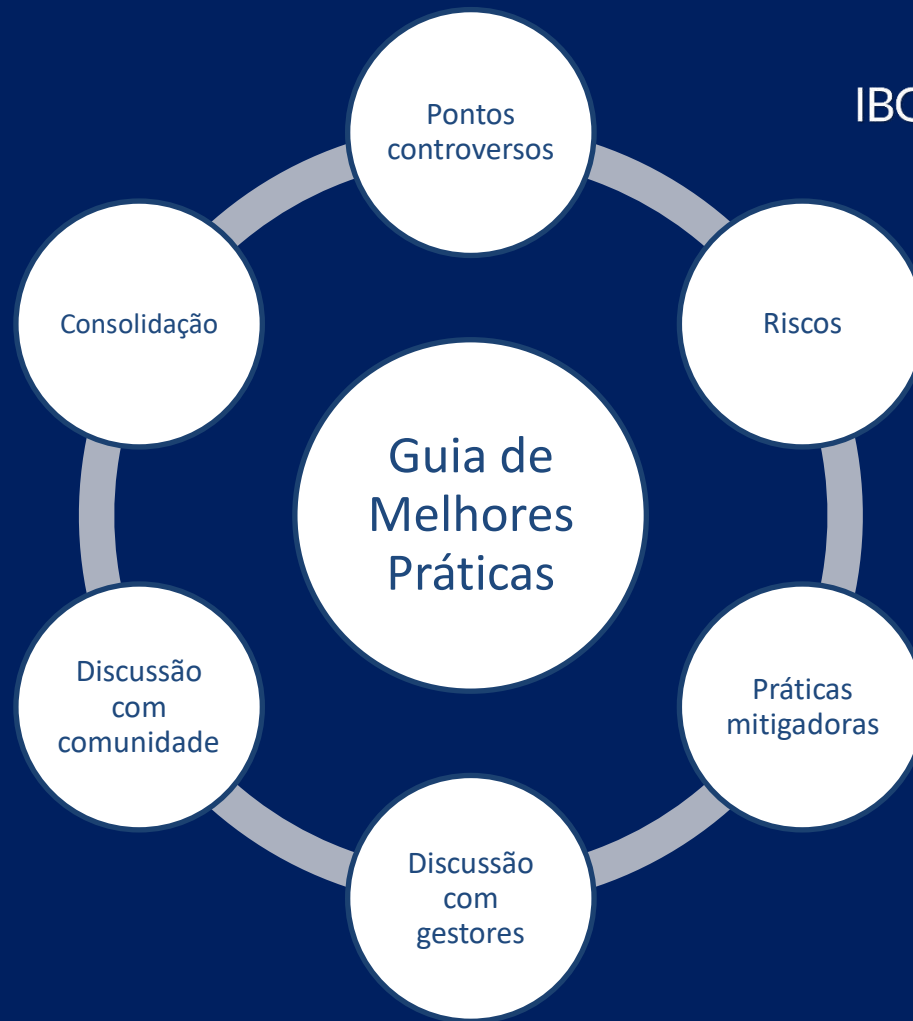 IBC
Pontos
controversos
Riscos
Práticas
mitigadoras
Discussão
com
gestores
Discussão
com
comunidade
Consolidação
Guia de
Melhores
Práticas